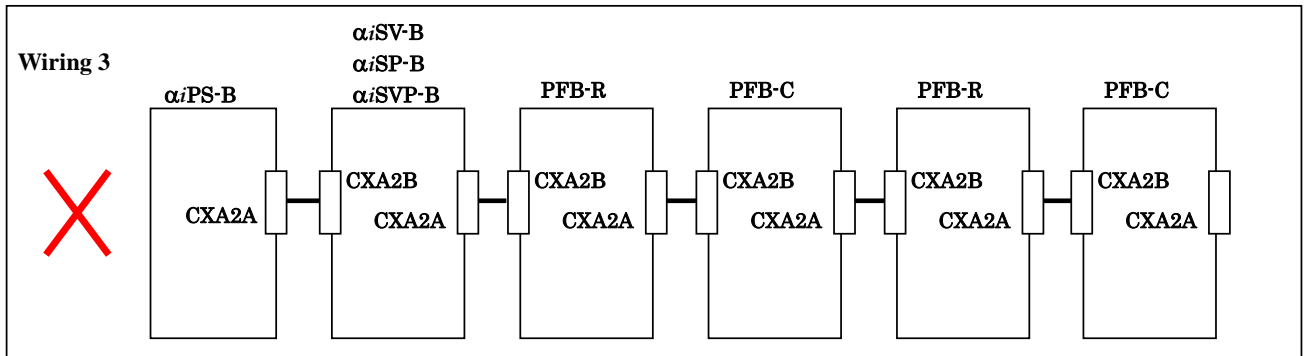 αiSV-B
Wiring 3
αiSP-B
αiPS-B
αiSVP-B
PFB-R
PFB-C
PFB-R
PFB-C
CXA2A
CXA2B
CXA2A
CXA2B
CXA2A
CXA2B
CXA2A
CXA2B
CXA2A
CXA2B
CXA2A